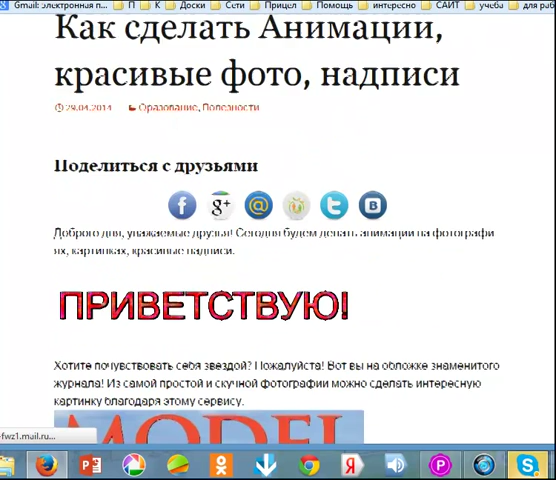 Gmail: электронная п... П К Доски Сети Прицел Помощь интересно САЙТ учеба для раб
Как сделать Анимации,
красивые фото, надписи
29.04.2014 Оразование, Полезности
Поделиться с друзьями
f g+ @ t B
Доброго дня, уважаемые друзья! Сегодня будем делать анимации на фотографи
ях, картинках, красивые надписи.
ПРИВЕТСТВУЮ!
Хотите почувствовать себя звездой? Пожалуйста! Вот вы на обложке знаменитого
журнала! Из самой простой и скучной фотографии можно сделать интересную
картинку благодаря этому сервису.
-fwz1.mail.ru...
MODEL
P Я P S